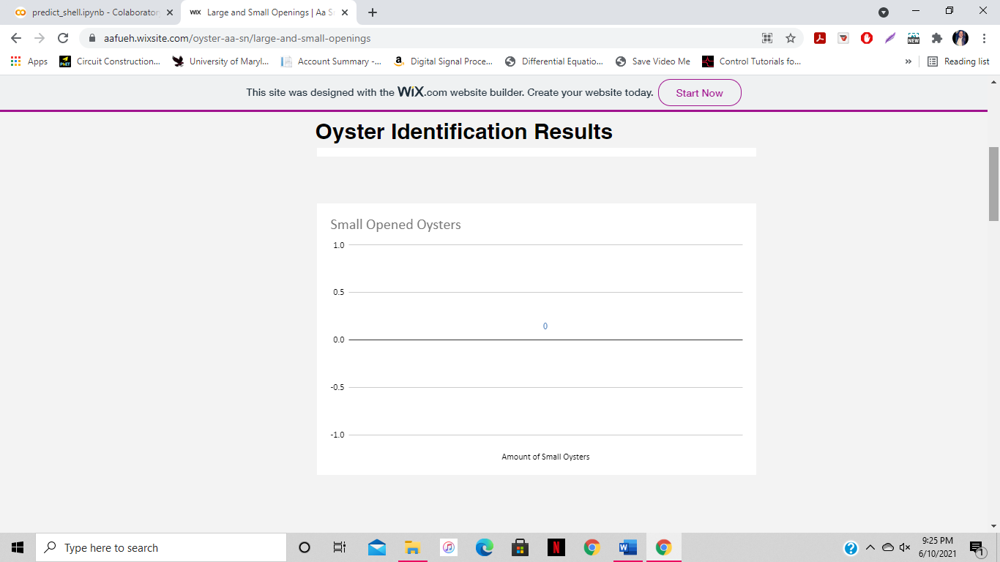 predict_shell.ipynb - Colaborator
WiX Large and Small Openings | Aa S
aafueh.wixsite.com/oyster-aa-sn/large-and-small-openings
NEW
Apps
PhET
Circuit Construction...
University of Maryl...
Account Summary -...
a
Digital Signal Proce...
Differential Equatio...
Save Video Me
Control Tutorials fo...
»
Reading list
This site was designed with the WiX.com website builder. Create your website today.
Start Now
Oyster Identification Results
Small Opened Oysters
1.0
0.5
0
0.0
-0.5
-1.0
Amount of Small Oysters
Type here to search
N
W
?
9:25 PM
6/10/2021
1